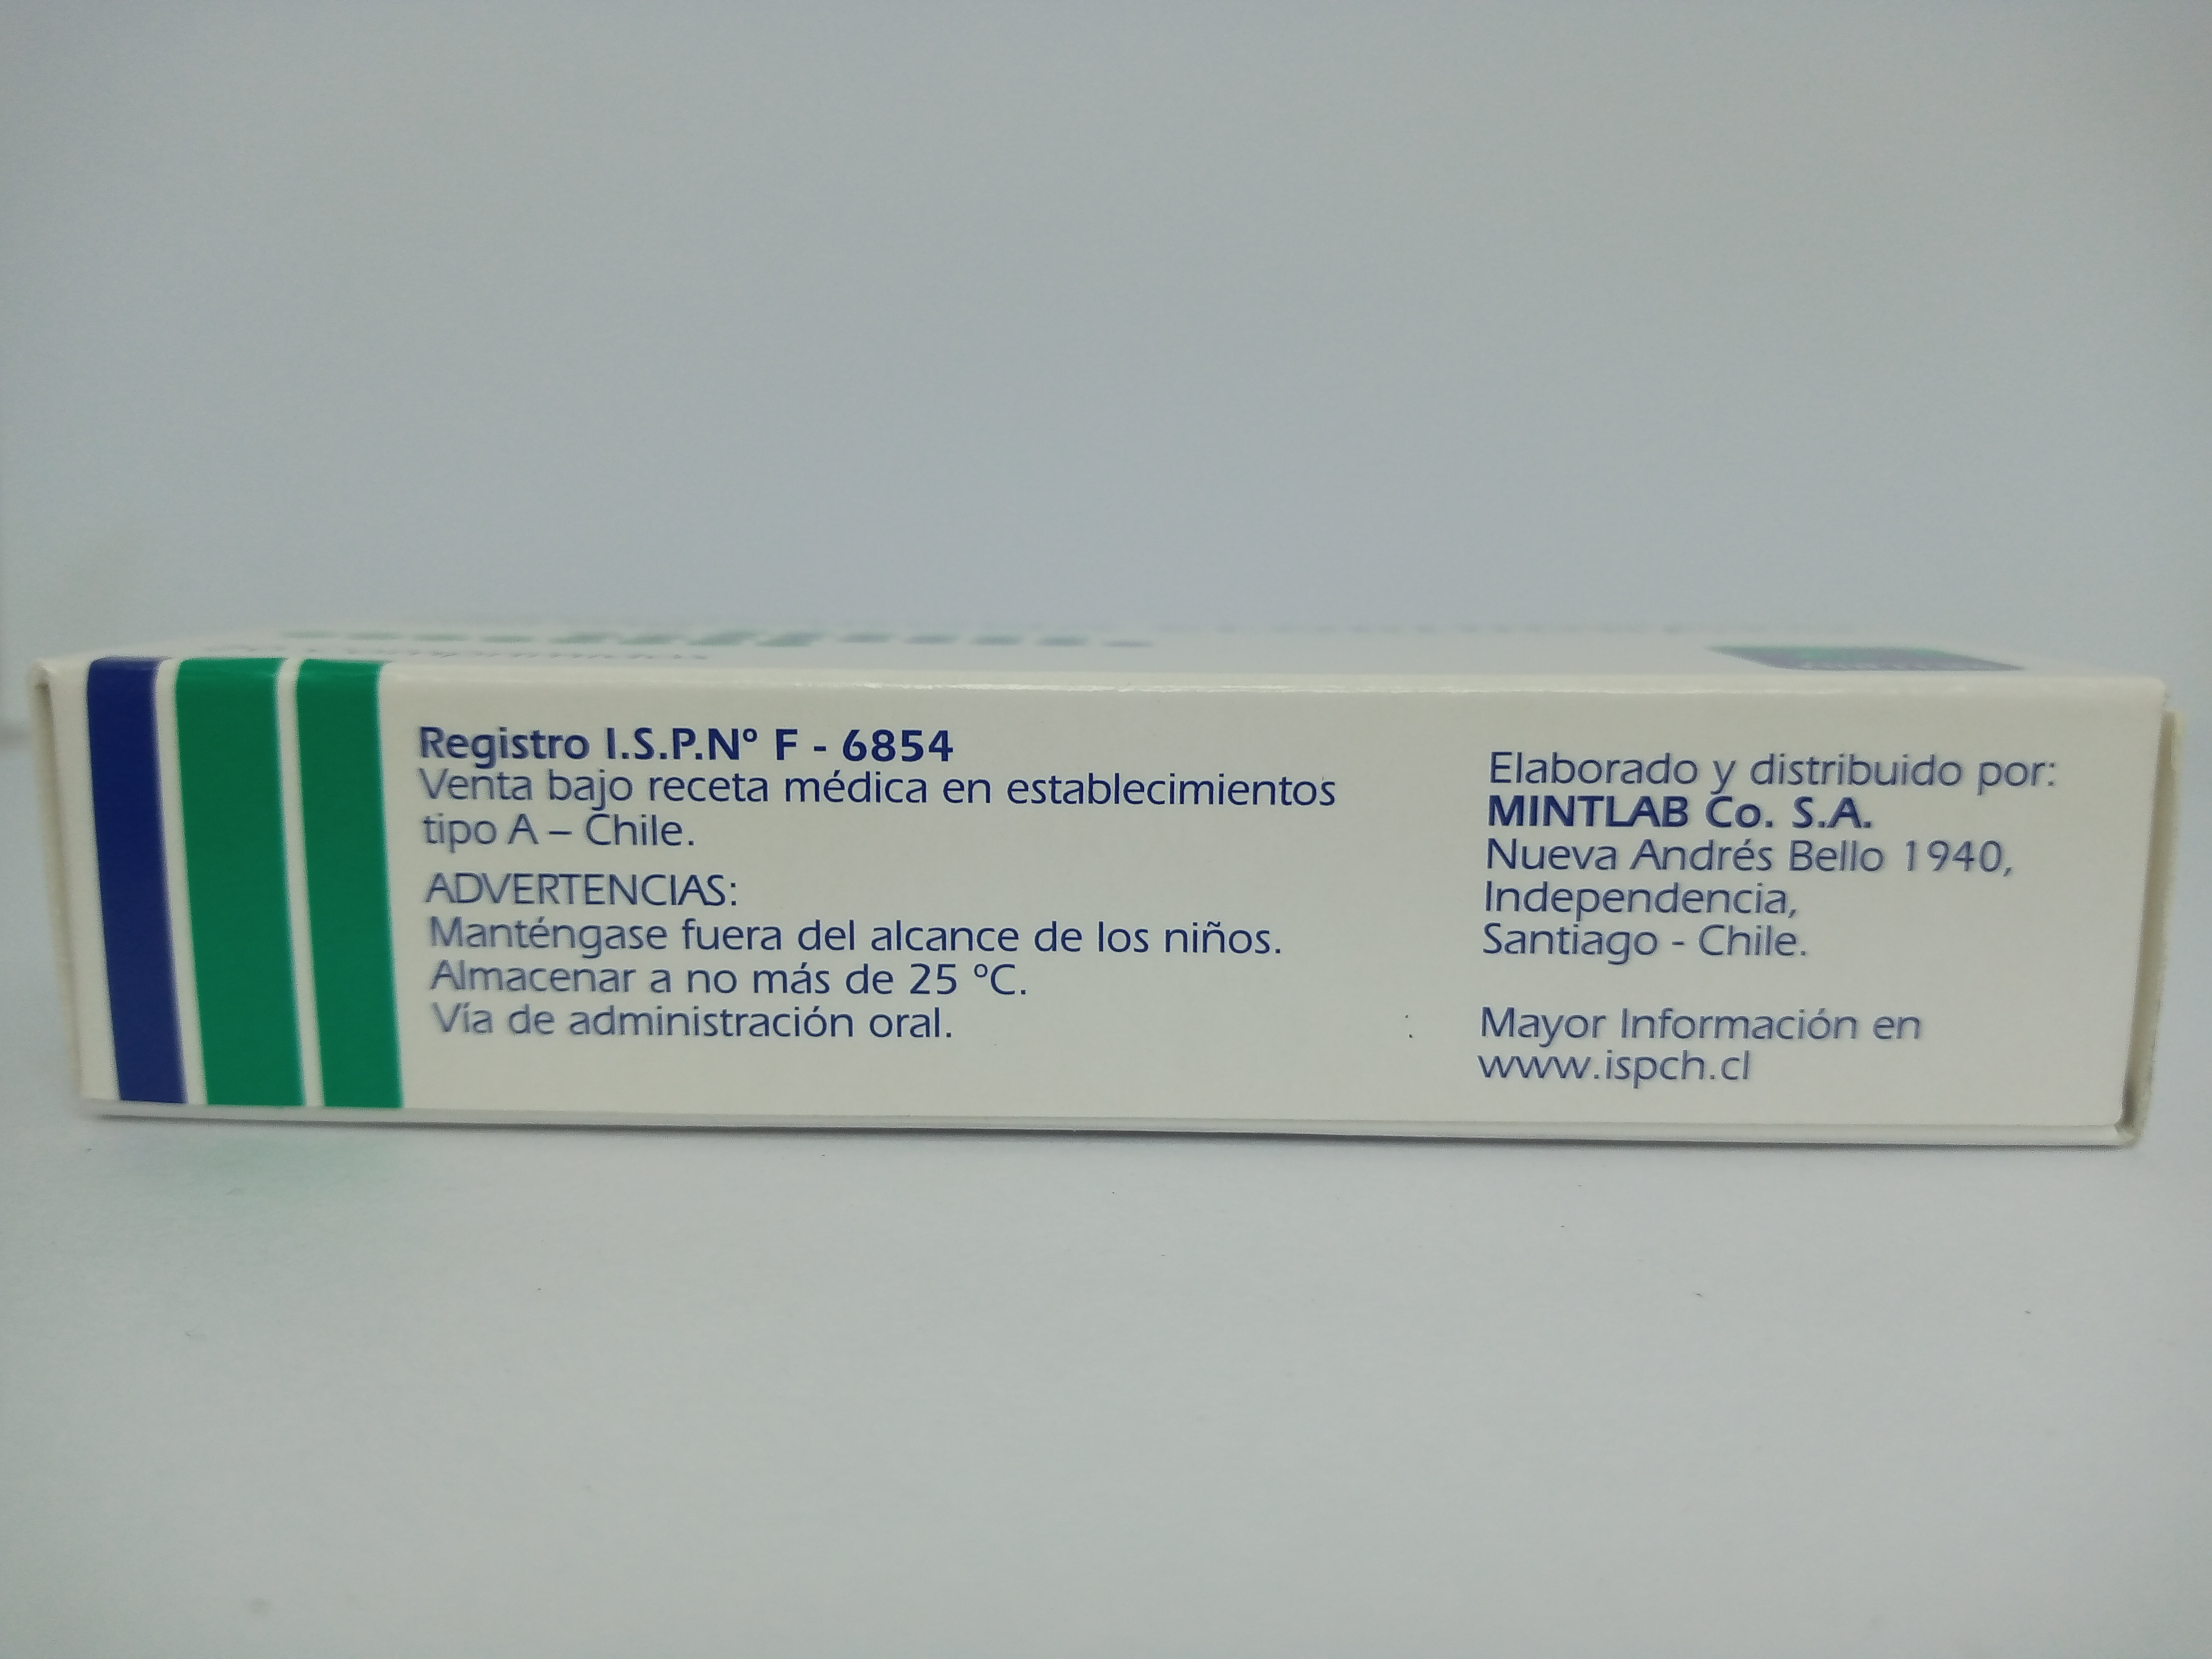 Registro I.S.P.Nº F - 6854
Venta bajo receta médica en establecimientos
tipo A – Chile.
ADVERTENCIAS:
Manténgase fuera del alcance de los niños.
Almacenar a no más de 25 ºC.
Vía de administración oral.
Elaborado y distribuido por:
MINTLAB Co. S.A.
Nueva Andrés Bello 1940,
Independencia,
Santiago - Chile.
Mayor Información en
www.ispch.cl